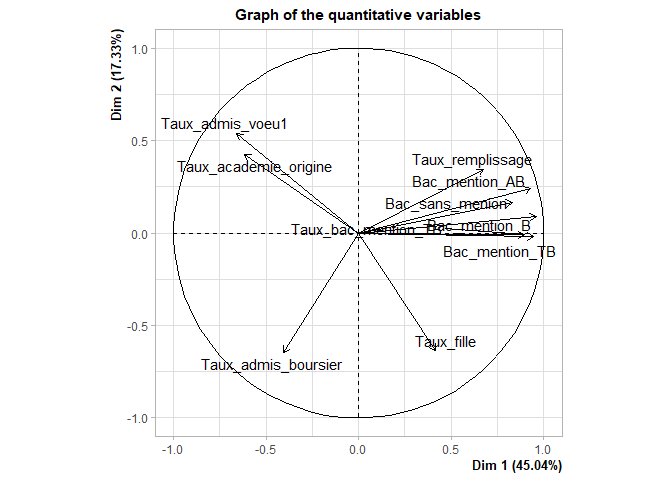 Graph of the quantitative variables
Dim 2 (17.33%)
1.0
Taux_admis_voeu1
0.5
Taux_academie_origine
Taux_remplissage
Bac_mention_AB
Bac_sans_menion
Bac_mention_B
0.0
Taux_bac_mention_
Bac_mention_TB
-0.5
Taux_fille
Taux_admis_boursier
-1.0
-1.0 -0.5 0.0 0.5 1.0
Dim 1 (45.04%)